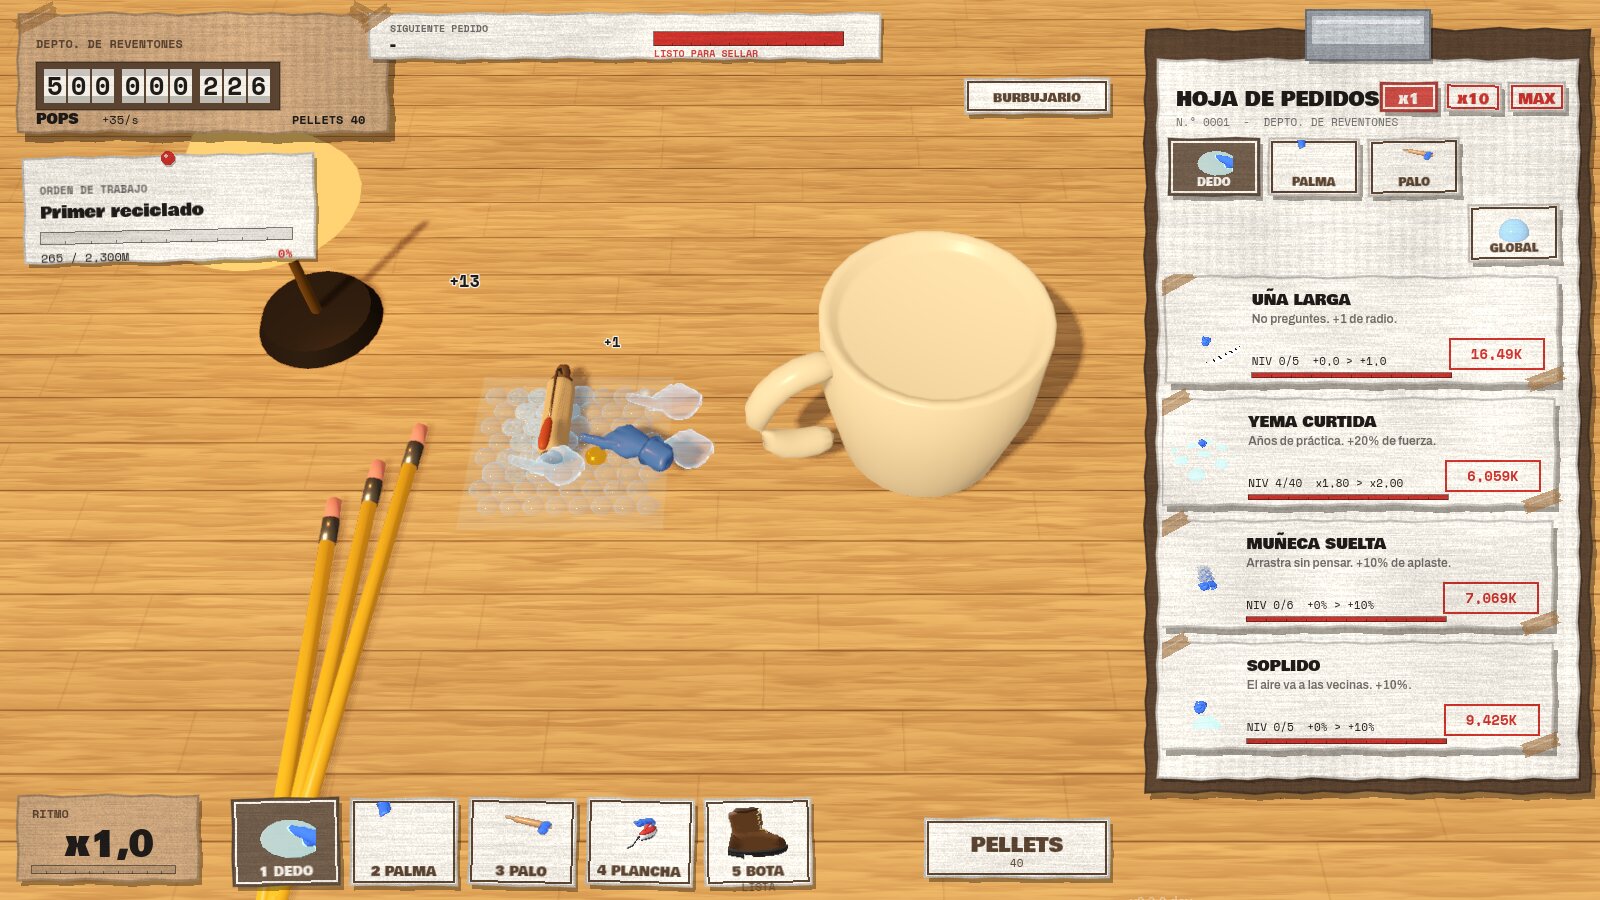 DEPTO. DE REVENTONES
500 000 226
POPS +35/s PELLETS 40
SIGUIENTE PEDIDO
-
LISTO PARA SELLAR
BURBUJARIO
ORDEN DE TRABAJO
Primer reciclado
265 / 2,300M 0%
+13
+1
HOJA DE PEDIDOS x1 x10 MAX
N.° 0001 - DEPTO. DE REVENTONES
DEDO PALMA PALO
GLOBAL
UÑA LARGA
No preguntes. +1 de radio.
NIV 0/5 +0,0 > +1,0 16,49K
YEMA CURTIDA
Años de práctica. +20% de fuerza.
NIV 4/40 x1,80 > x2,00 6,059K
MUÑECA SUELTA
Arrastra sin pensar. +10% de aplaste.
NIV 0/6 +0% > +10% 7,069K
SOPLIDO
El aire va a las vecinas. +10%.
NIV 0/5 +0% > +10% 9,425K
RITMO
x1,0
1 DEDO 2 PALMA 3 PALO 4 PLANCHA 5 BOTA
LISTA
PELLETS
40